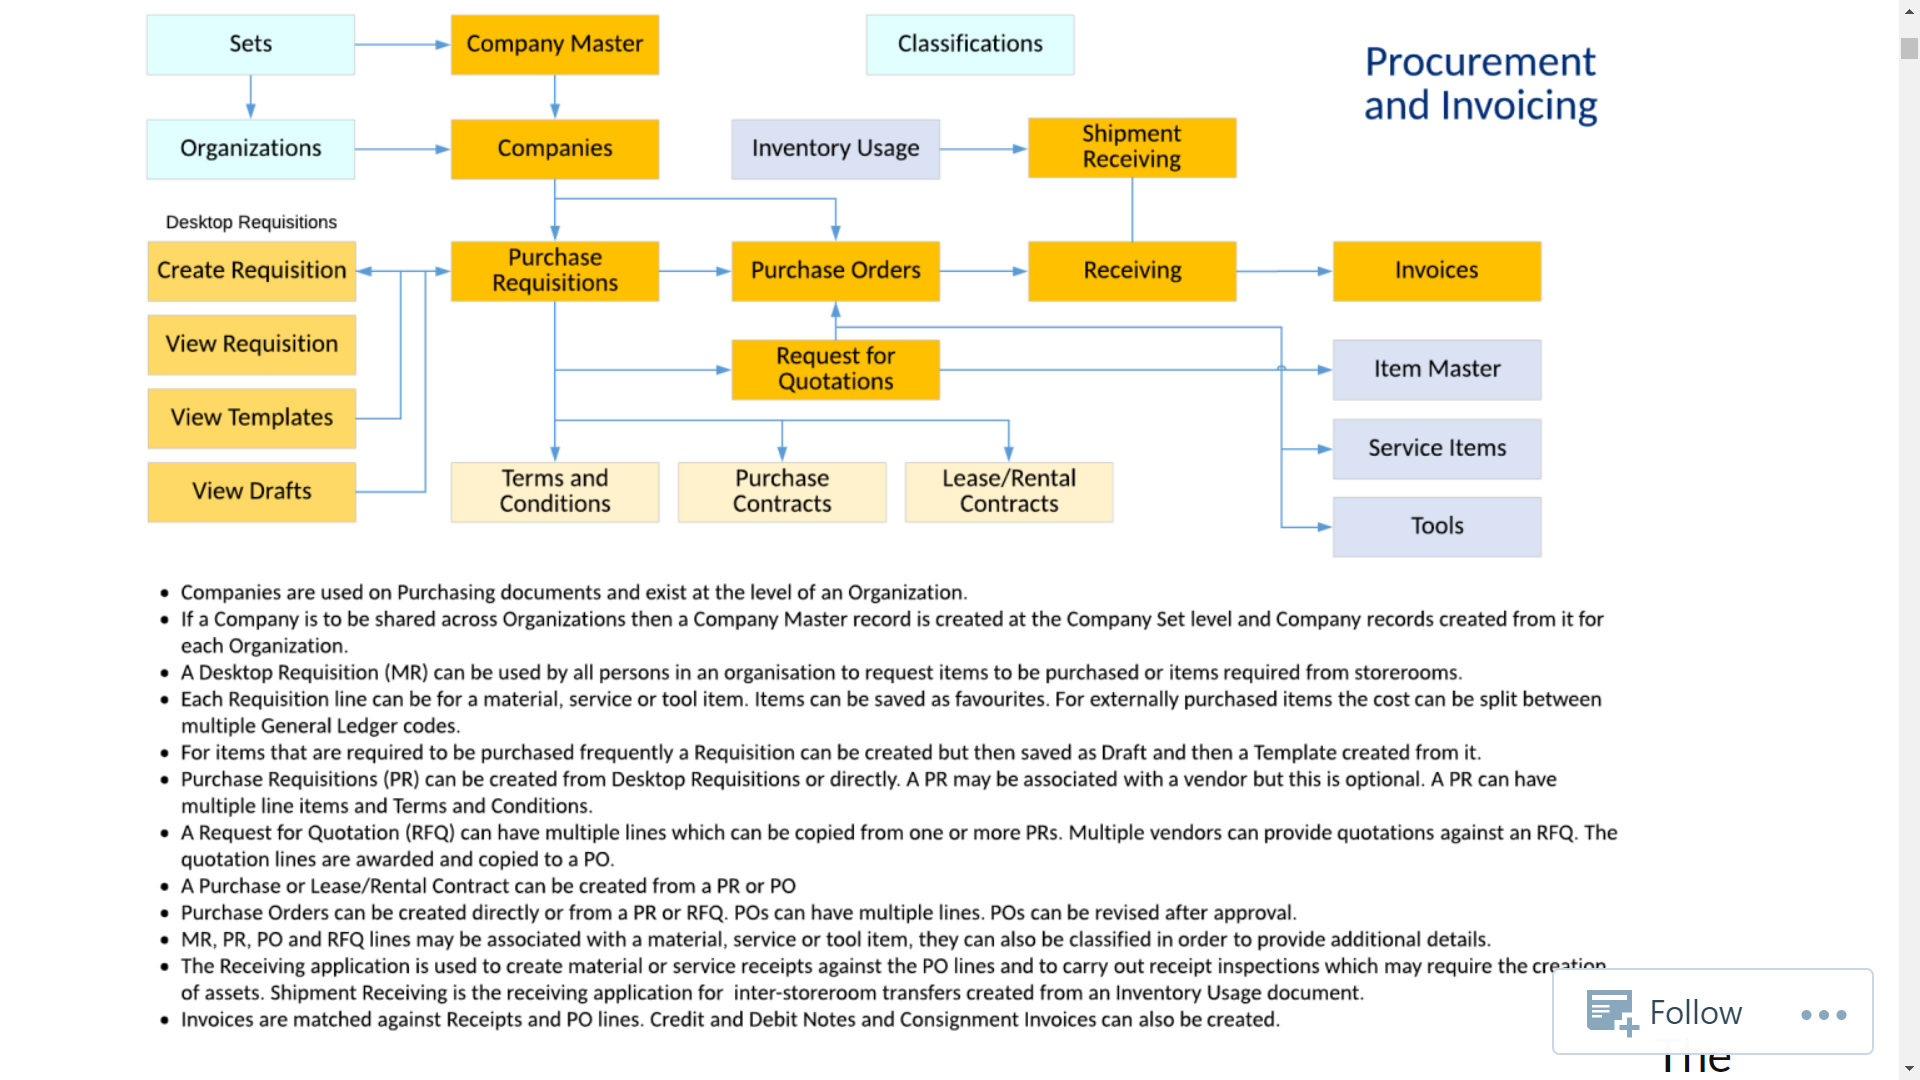 Sets
Company Master
Classifications
Procurement
and Invoicing
Organizations
Companies
Inventory Usage
Shipment
Receiving
Desktop Requisitions
Create Requisition
Purchase
Requisitions
Purchase Orders
Receiving
Invoices
View Requisition
Request for
Quotations
Item Master
View Templates
Service Items
View Drafts
Terms and
Conditions
Purchase
Contracts
Lease/Rental
Contracts
Tools
• Companies are used on Purchasing documents and exist at the level of an Organization.
• If a Company is to be shared across Organizations then a Company Master record is created at the Company Set level and Company records created from it for
each Organization.
• A Desktop Requisition (MR) can be used by all persons in an organisation to request items to be purchased or items required from storerooms.
• Each Requisition line can be for a material, service or tool item. Items can be saved as favourites. For externally purchased items the cost can be split between
multiple General Ledger codes.
• For items that are required to be purchased frequently a Requisition can be created but then saved as Draft and then a Template created from it.
• Purchase Requisitions (PR) can be created from Desktop Requisitions or directly. A PR may be associated with a vendor but this is optional. A PR can have
multiple line items and Terms and Conditions.
• A Request for Quotation (RFQ) can have multiple lines which can be copied from one or more PRs. Multiple vendors can provide quotations against an RFQ. The
quotation lines are awarded and copied to a PO.
• A Purchase or Lease/Rental Contract can be created from a PR or PO
• Purchase Orders can be created directly or from a PR or RFQ. POs can have multiple lines. POs can be revised after approval.
• MR, PR, PO and RFQ lines may be associated with a material, service or tool item, they can also be classified in order to provide additional details.
• The Receiving application is used to create material or service receipts against the PO lines and to carry out receipt inspections which may require the creation
of assets. Shipment Receiving is the receiving application for inter-storeroom transfers created from an Inventory Usage document.
• Invoices are matched against Receipts and PO lines. Credit and Debit Notes and Consignment Invoices can also be created.
Follow
The